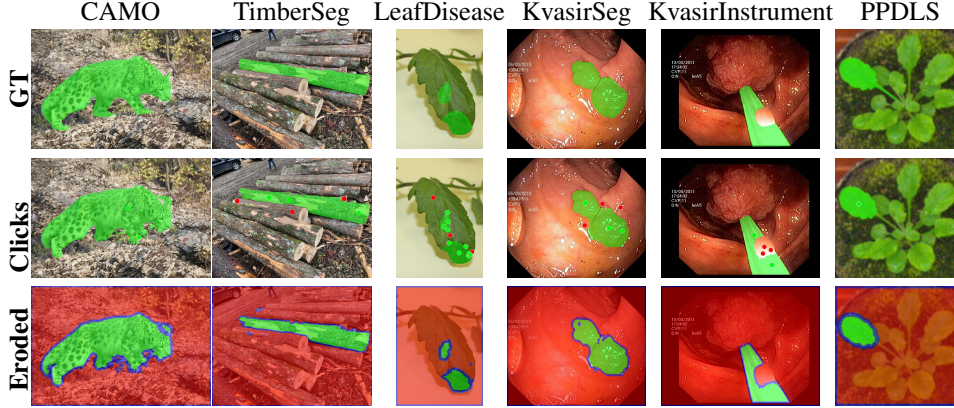 CAMO TimberSeg LeafDisease KvasirSeg KvasirInstrument PPDLS
GT
Clicks
Eroded